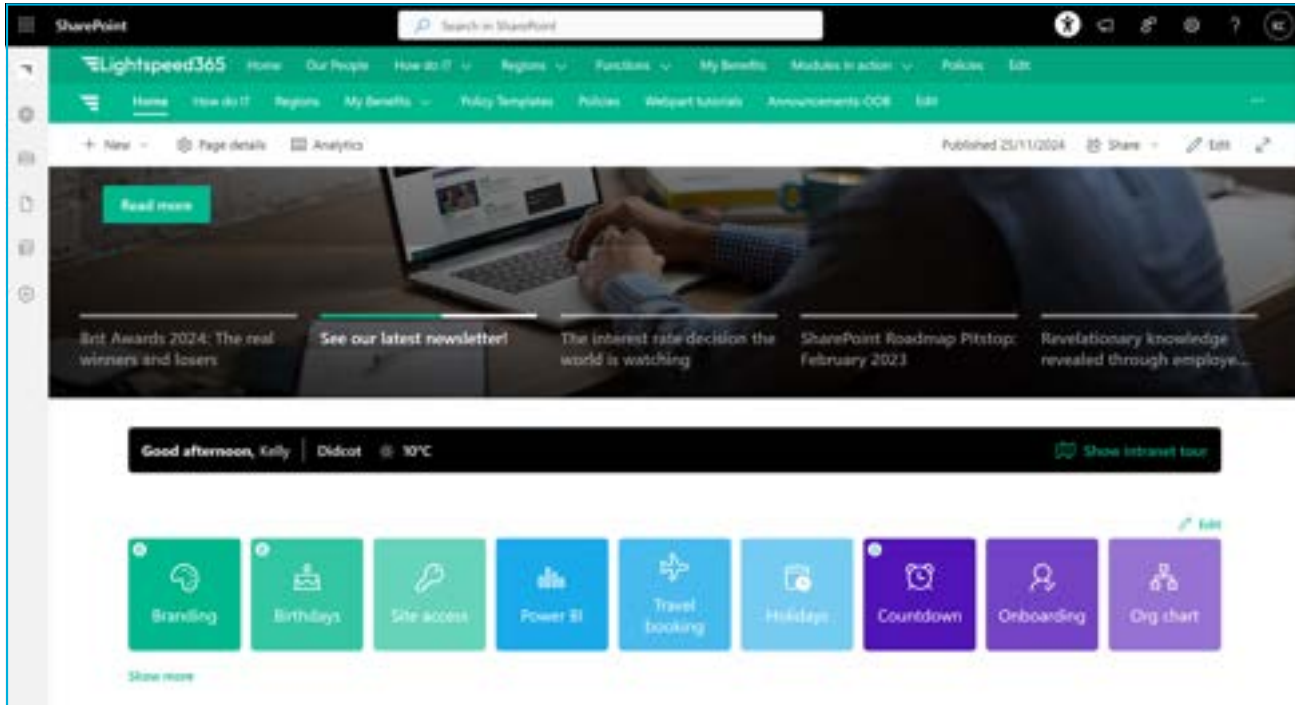 SharePoint
Search in SharePoint
?
KC
Lightspeed365 Home Our People How do I? Regions Functions My Benefits Modules in action Policies Edit
Home How do I? Regions My Benefits Policy Templates Policies Webpart tutorials Announcements OOB Edit ...
+ New Page details Analytics
Published 25/11/2024 Share Edit
Read more
Brit Awards 2024: The real
winners and losers
See our latest newsletter!
The interest rate decision the
world is watching
SharePoint Roadmap Pitstop:
February 2023
Revelationary knowledge
revealed through employe...
Good afternoon, Kelly Didcot 10°C
Show intranet tour
Edit
Branding
Birthdays
Site access
Power BI
Travel
booking
Holidays
Countdown
Onboarding
Org chart
Show more